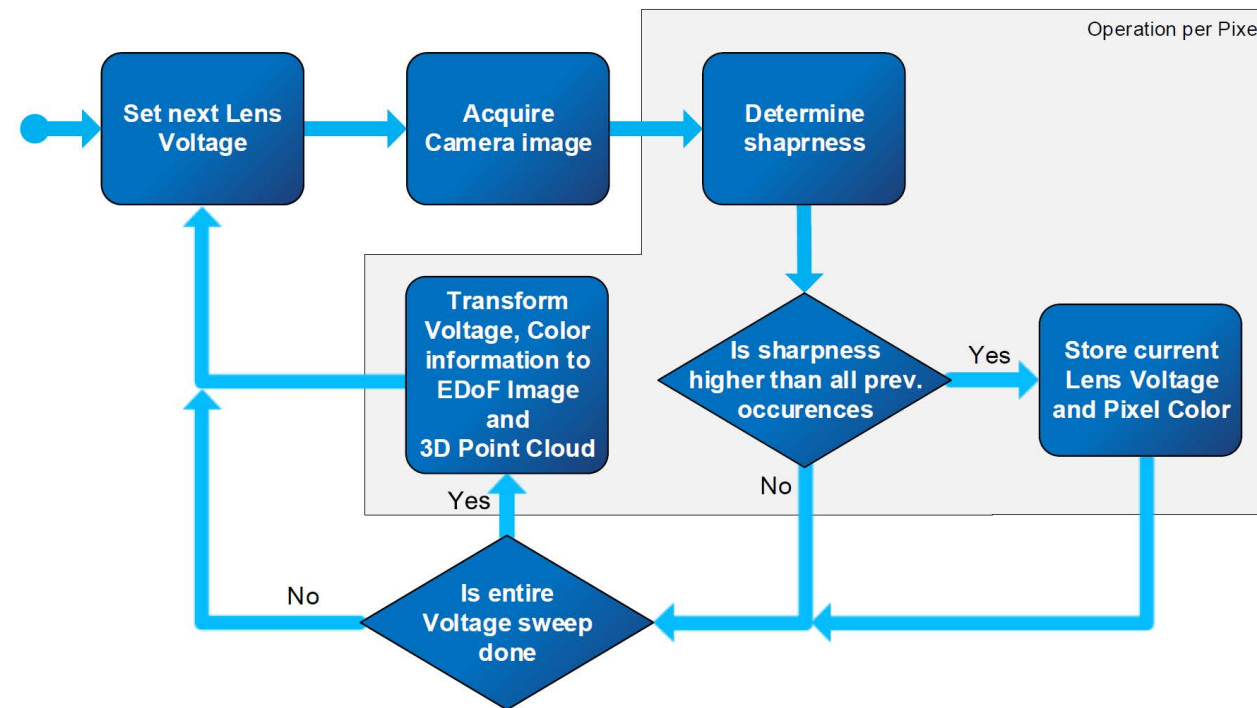 Operation per Pixe
Set next Lens
Voltage
Acquire
Camera image
Determine
shaprness
Transform
Voltage, Color
information to
EDoF Image
and
3D Point Cloud
Is sharpness
higher than all prev.
occurences
Yes
Store current
Lens Voltage
and Pixel Color
No
Yes
Is entire
Voltage sweep
done
No